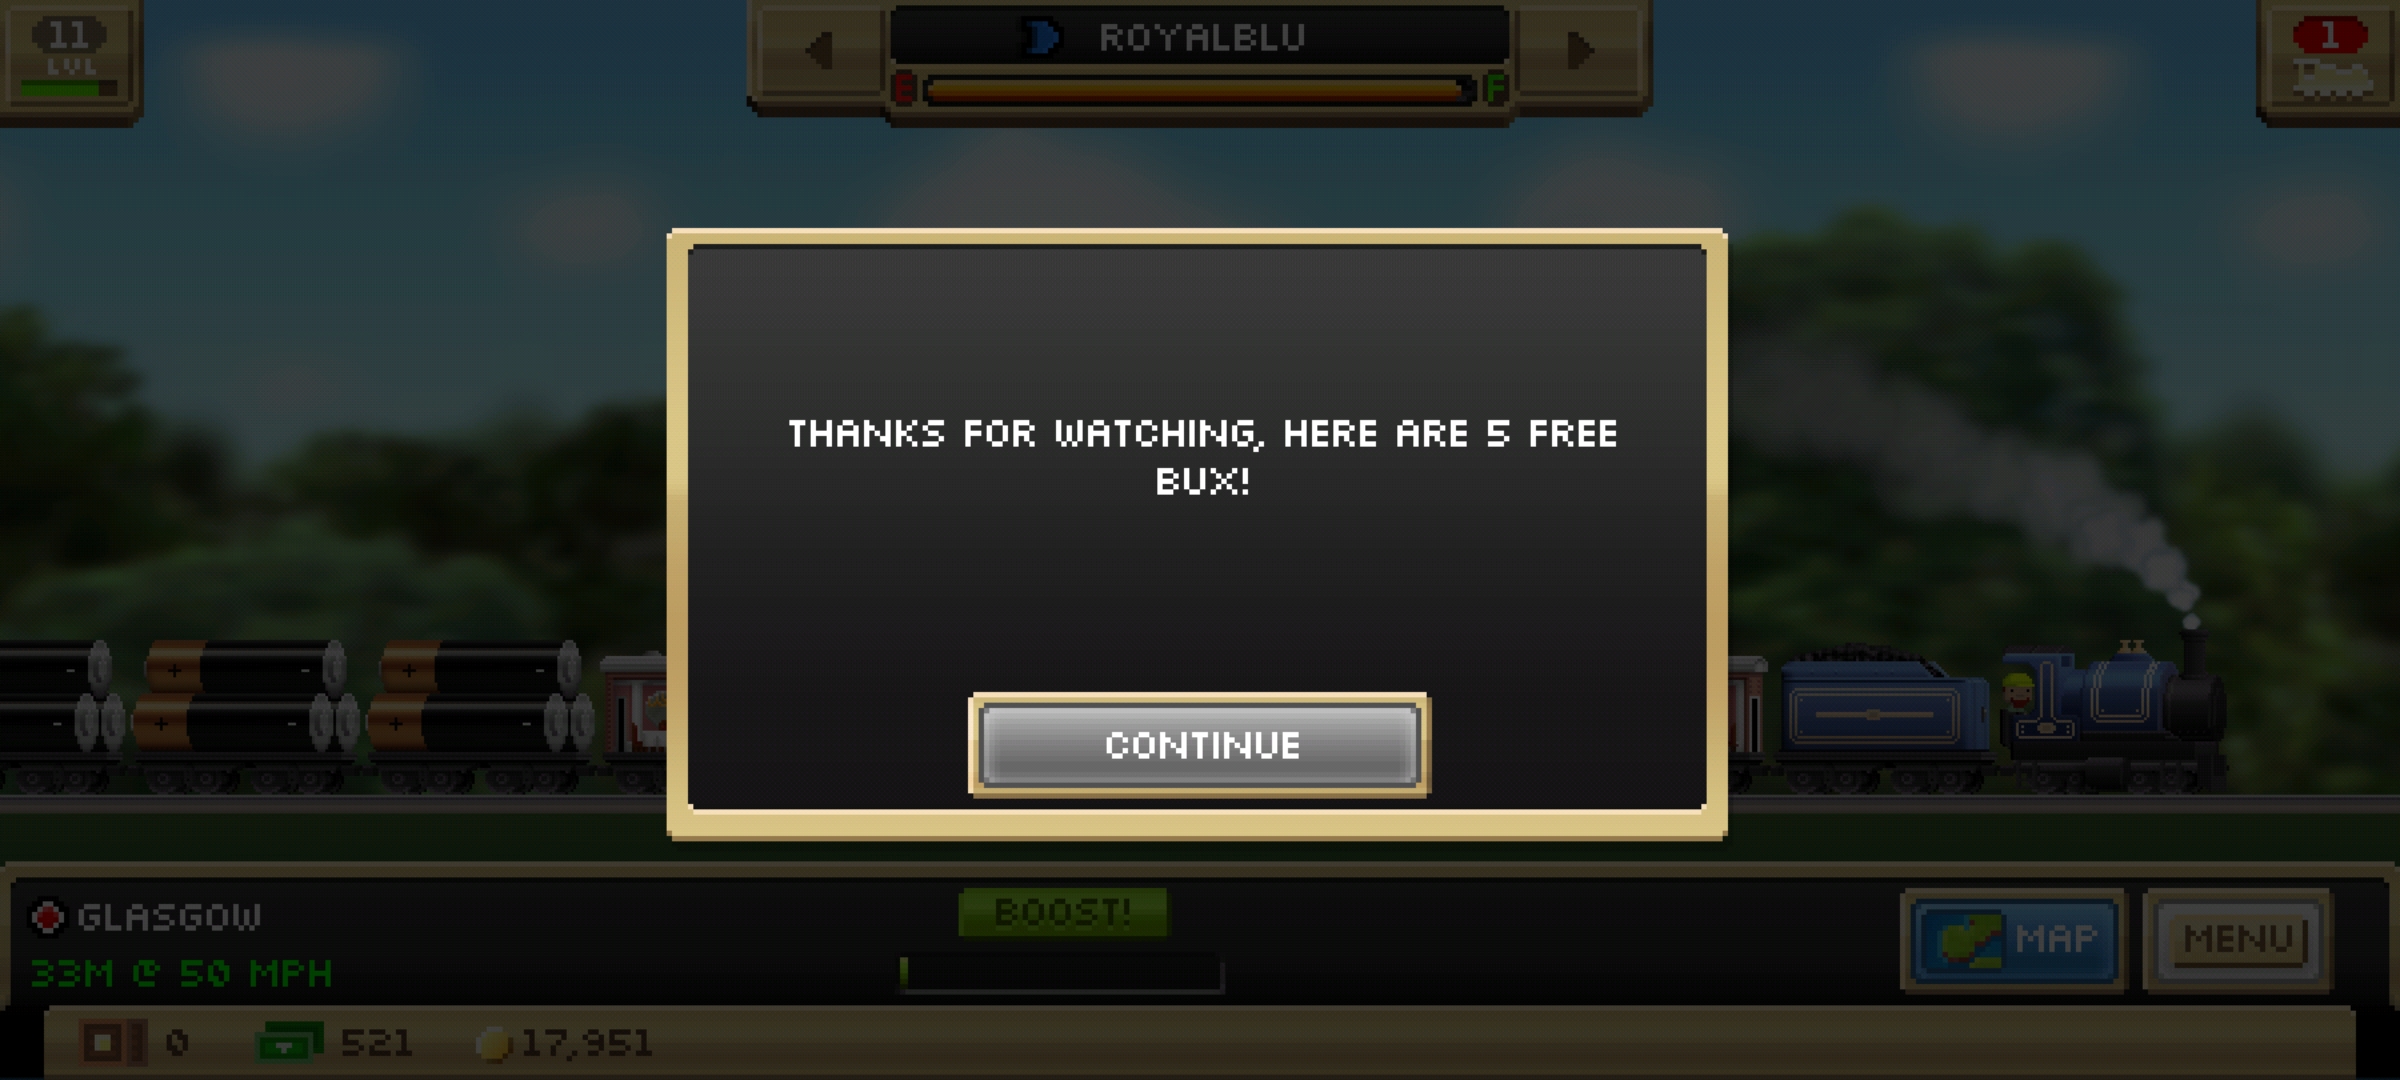 11
LVL
ROYALBLU
E
F
1
THANKS FOR WATCHING, HERE ARE 5 FREE
BUX!
CONTINUE
GLASGOW
33M @ 50 MPH
BOOST!
MAP
MENU
0
521
17,951